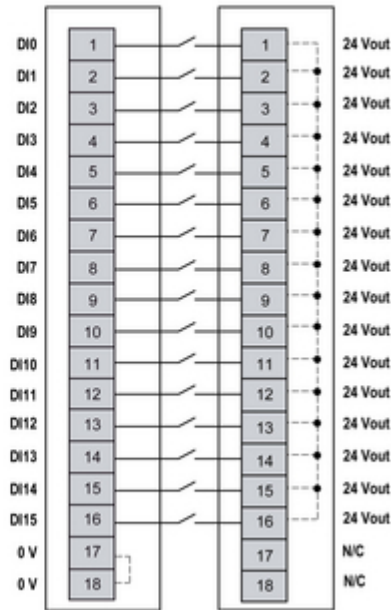 DI0 1 1 24 Vout
DI1 2 2 24 Vout
DI2 3 3 24 Vout
DI3 4 4 24 Vout
DI4 5 5 24 Vout
DI5 6 6 24 Vout
DI6 7 7 24 Vout
DI7 8 8 24 Vout
DI8 9 9 24 Vout
DI9 10 10 24 Vout
DI10 11 11 24 Vout
DI11 12 12 24 Vout
DI12 13 13 24 Vout
DI13 14 14 24 Vout
DI14 15 15 24 Vout
DI15 16 16 24 Vout
0 V 17 17 N/C
0 V 18 18 N/C